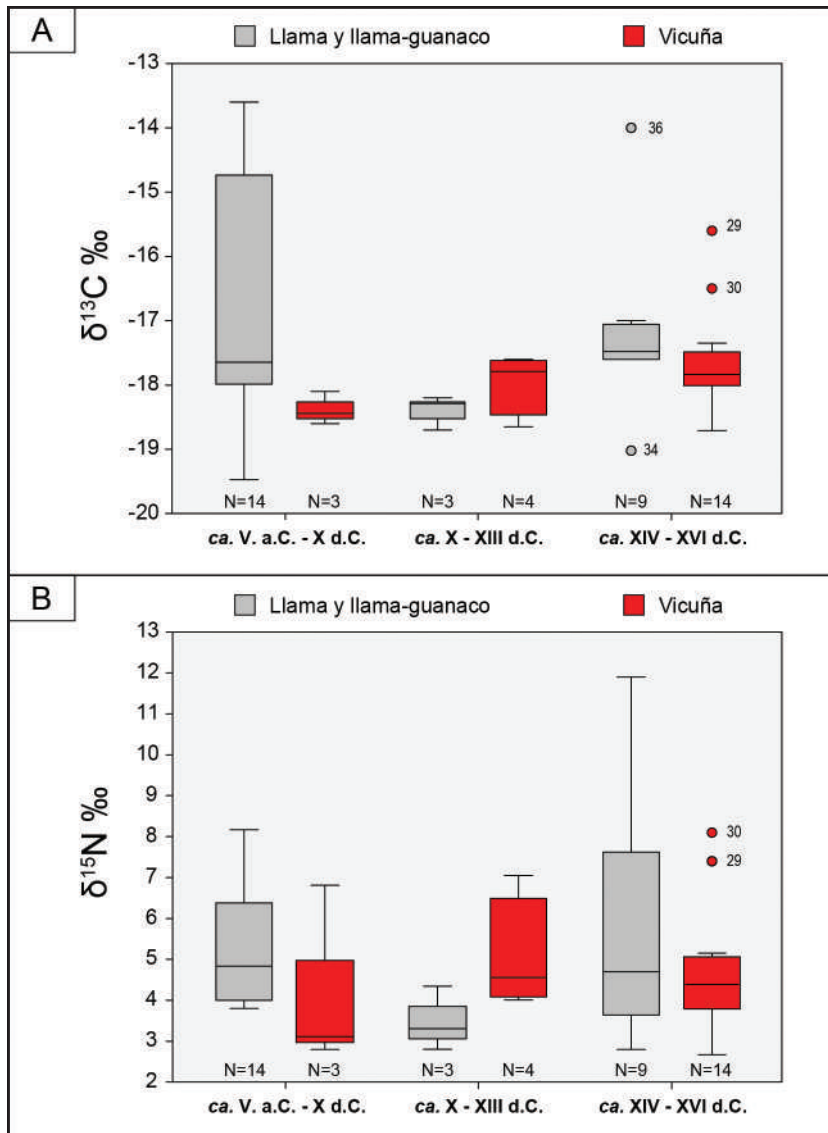 A
Llama y llama-guanaco Vicuña
-13
-14
-15
-16
-17
-18
-19
-20
δ13C ‰
36
29
30
34
N=14 N=3 N=3 N=4 N=9 N=14
ca. V. a.C. - X d.C. ca. X - XIII d.C. ca. XIV - XVI d.C.
B
Llama y llama-guanaco Vicuña
13
12
11
10
9
8
7
6
5
4
3
2
δ15N ‰
30
29
N=14 N=3 N=3 N=4 N=9 N=14
ca. V. a.C. - X d.C. ca. X - XIII d.C. ca. XIV - XVI d.C.